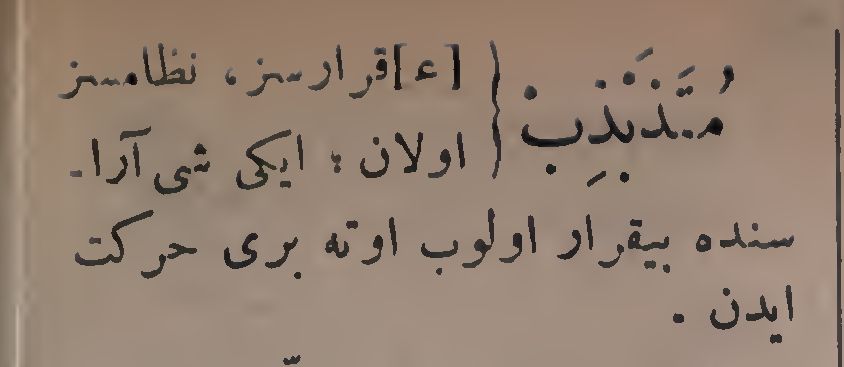 مُتَذَبْذِب { [ع] قرارسز، نظامسز
اولان ؛ ایکی شی آرا-
سنده بیقرار اولوب اوته بری حرکت
ایدن .